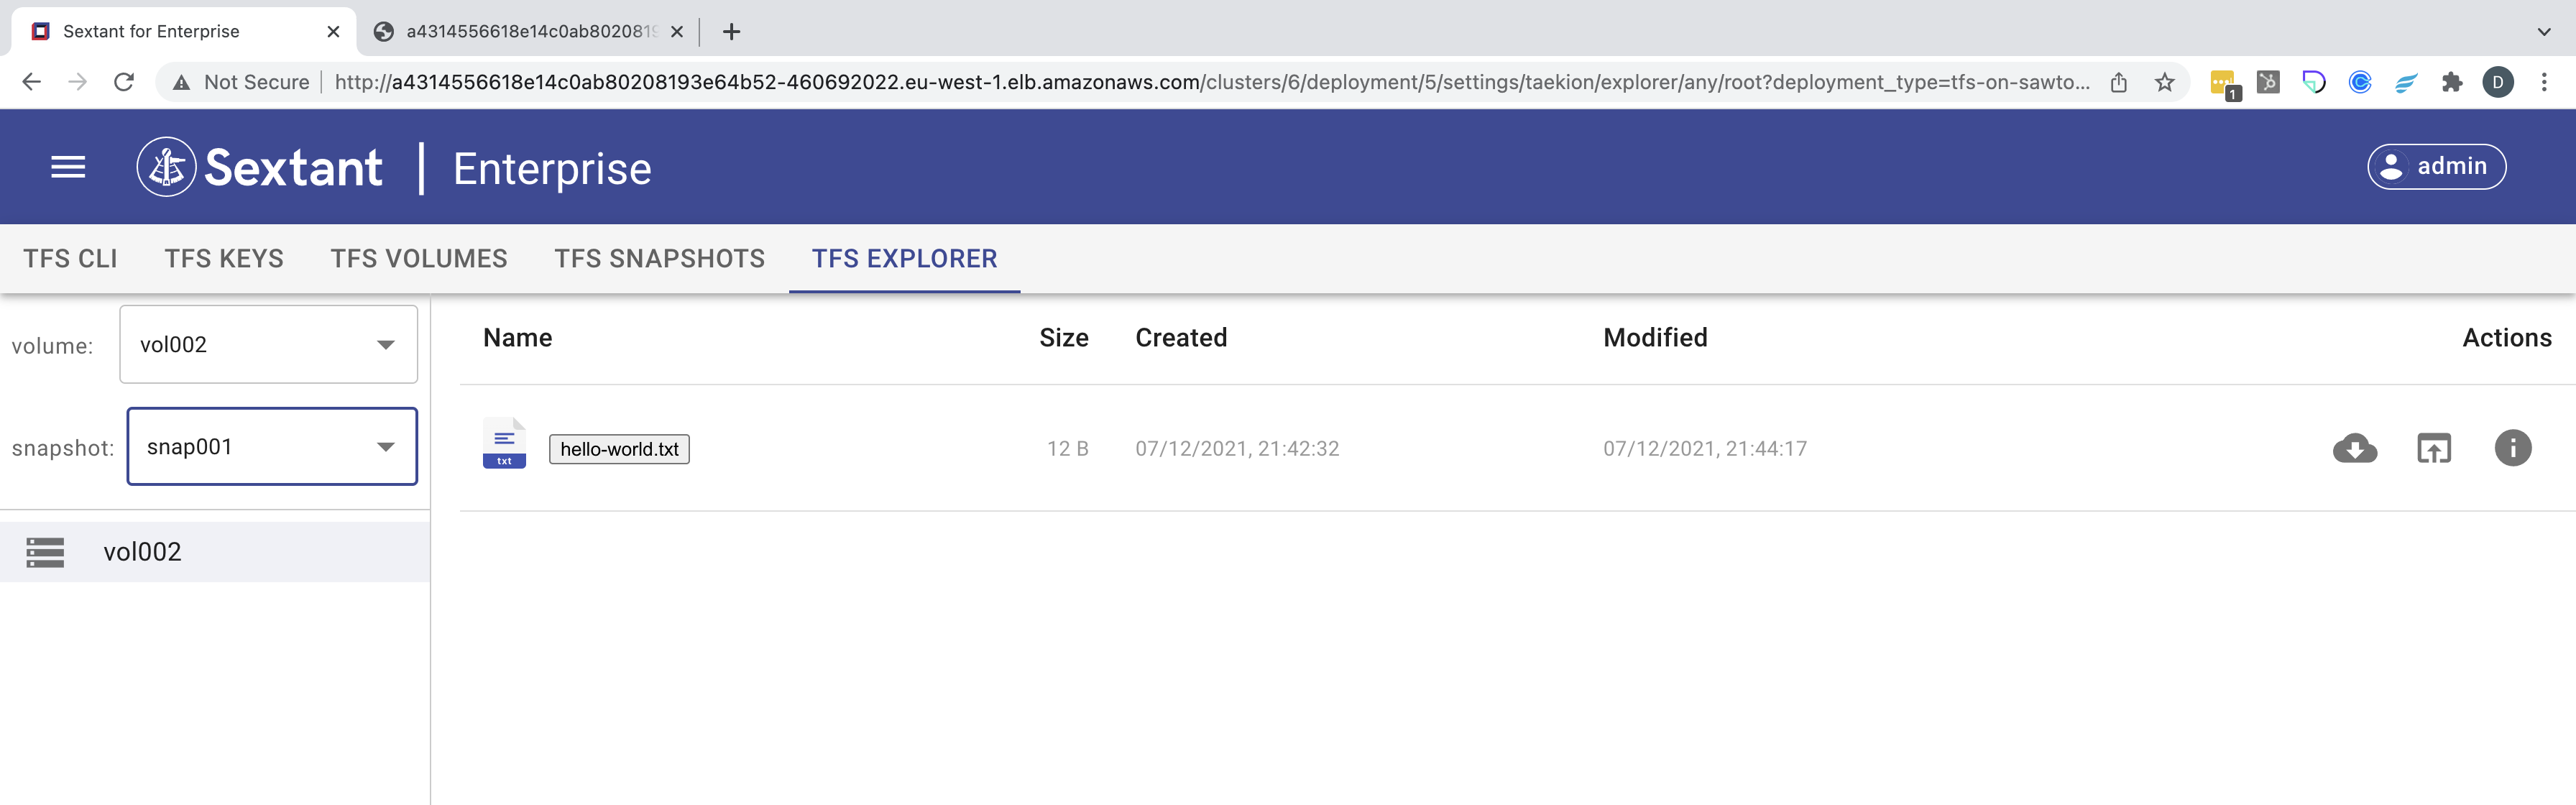 Sextant for Enterprise
a4314556618e14c0ab8020819
Not Secure http://a4314556618e14c0ab80208193e64b52-460692022.eu-west-1.elb.amazonaws.com/clusters/6/deployment/5/settings/taekion/explorer/any/root?deployment_type=tfs-on-sawto...
1
D
Sextant | Enterprise
admin
TFS CLI TFS KEYS TFS VOLUMES TFS SNAPSHOTS TFS EXPLORER
volume: vol002
snapshot: snap001
vol002
Name Size Created Modified Actions
txt hello-world.txt 12 B 07/12/2021, 21:42:32 07/12/2021, 21:44:17